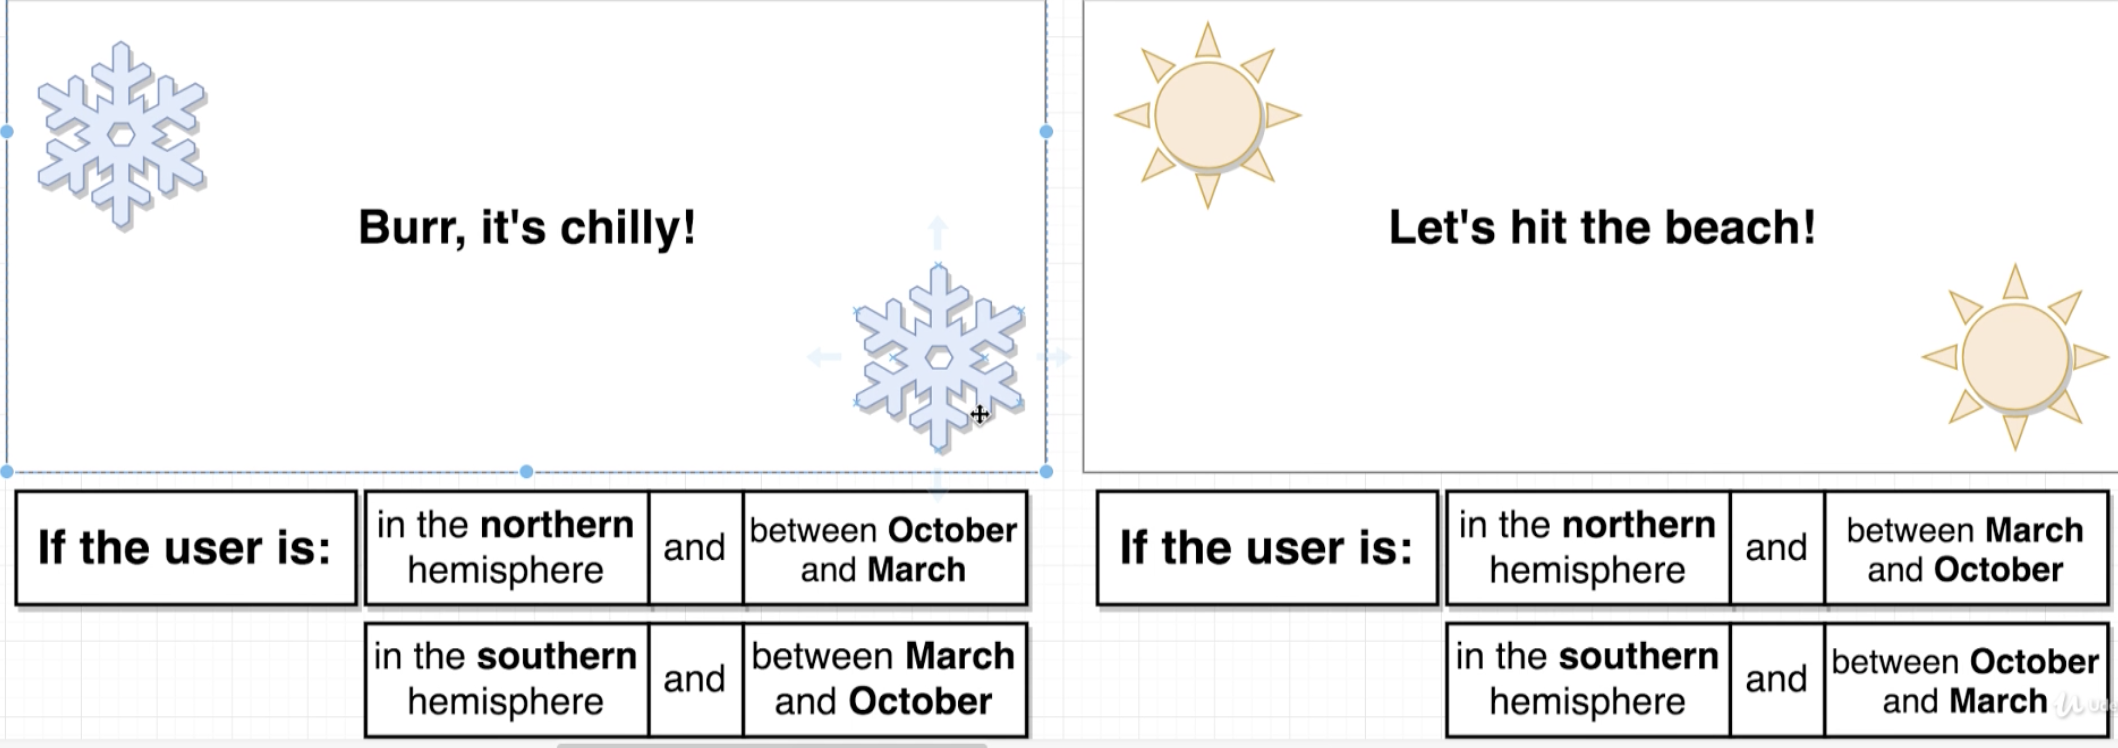 Burr, it's chilly!
Let's hit the beach!
If the user is:
in the northern
hemisphere
and
between October
and March
in the southern
hemisphere
and
between March
and October
If the user is:
in the northern
hemisphere
and
between March
and October
in the southern
hemisphere
and
between October
and March